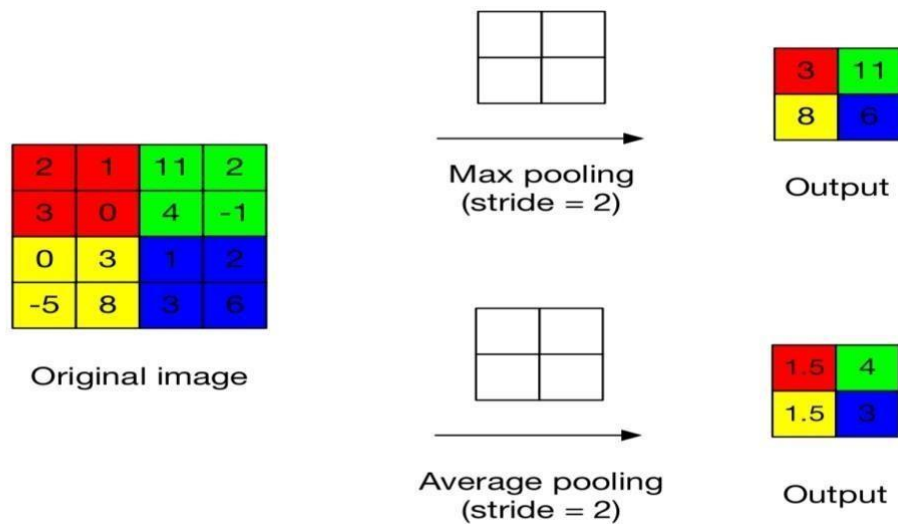 2 1 11 2
3 0 4 -1
0 3 1 2
-5 8 3 6
Original image
Max pooling
(stride = 2)
3 11
8 6
Output
Average pooling
(stride = 2)
1.5 4
1.5 3
Output